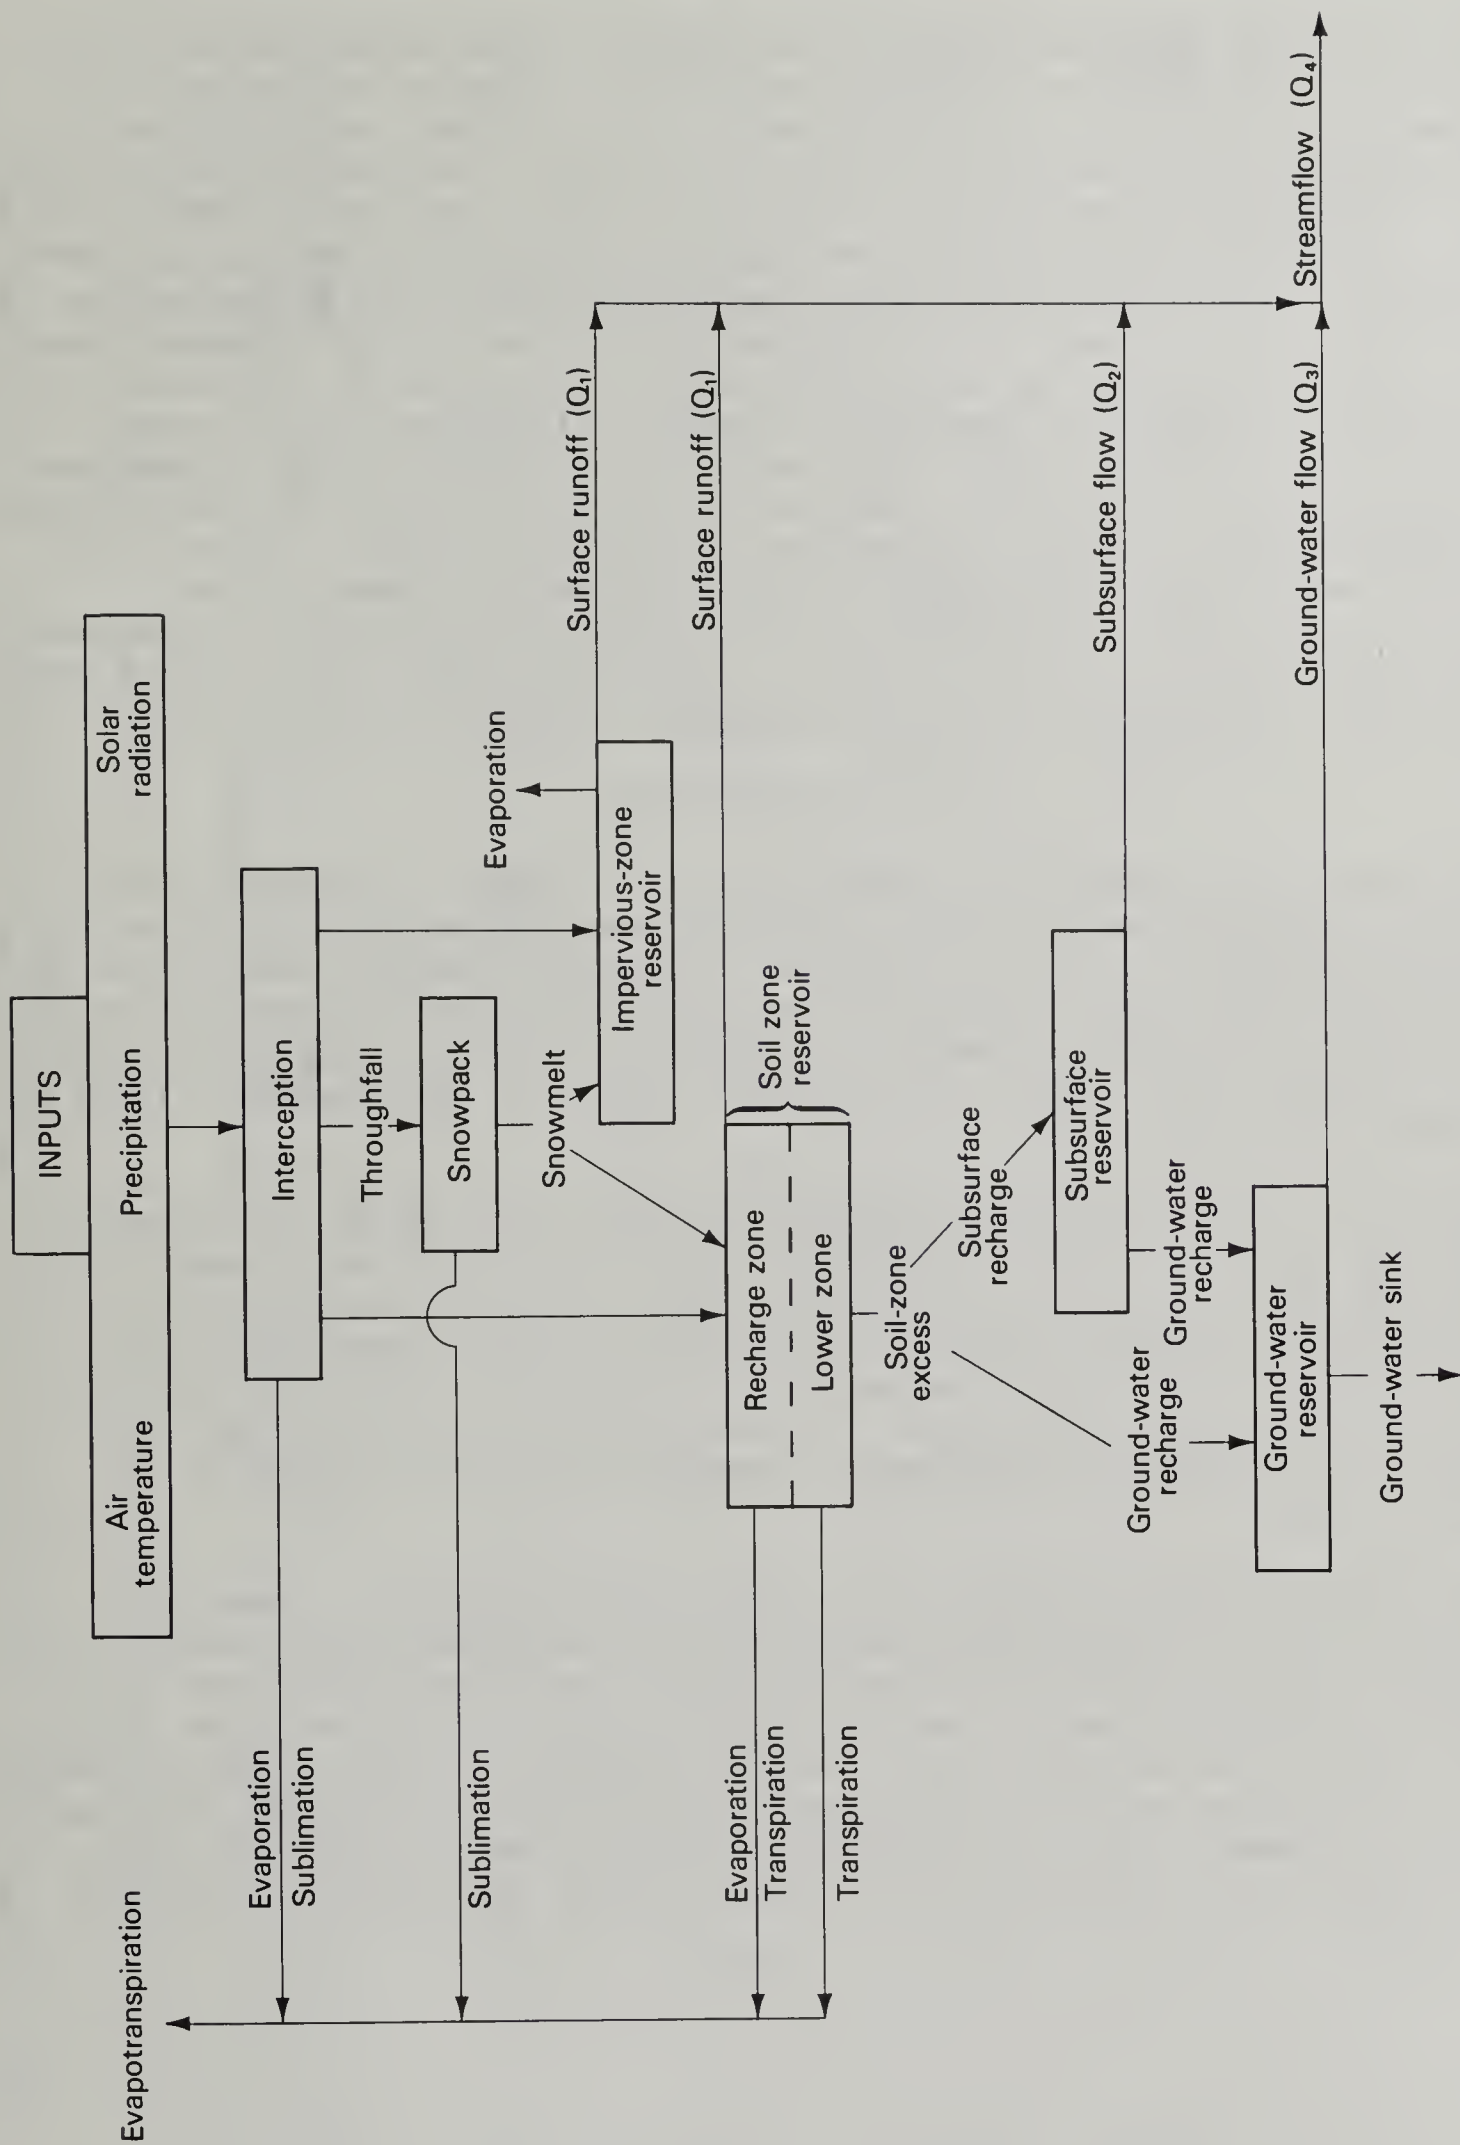 INPUTS
Air
temperature
Precipitation
Solar
radiation
Evapotranspiration
Interception
Evaporation
Sublimation
Throughfall
Snowpack
Sublimation
Snowmelt
Evaporation
Impervious-zone
reservoir
Surface runoff (Q₁)
Surface runoff (Q₁)
Recharge zone
Lower zone
Soil zone
reservoir
Evaporation
Transpiration
Transpiration
Soil-zone
excess
Subsurface
recharge
Subsurface
reservoir
Subsurface flow (Q₂)
Ground-water
recharge
Ground-water
recharge
Ground-water
reservoir
Ground-water flow (Q₃)
Streamflow (Q₄)
Ground-water sink